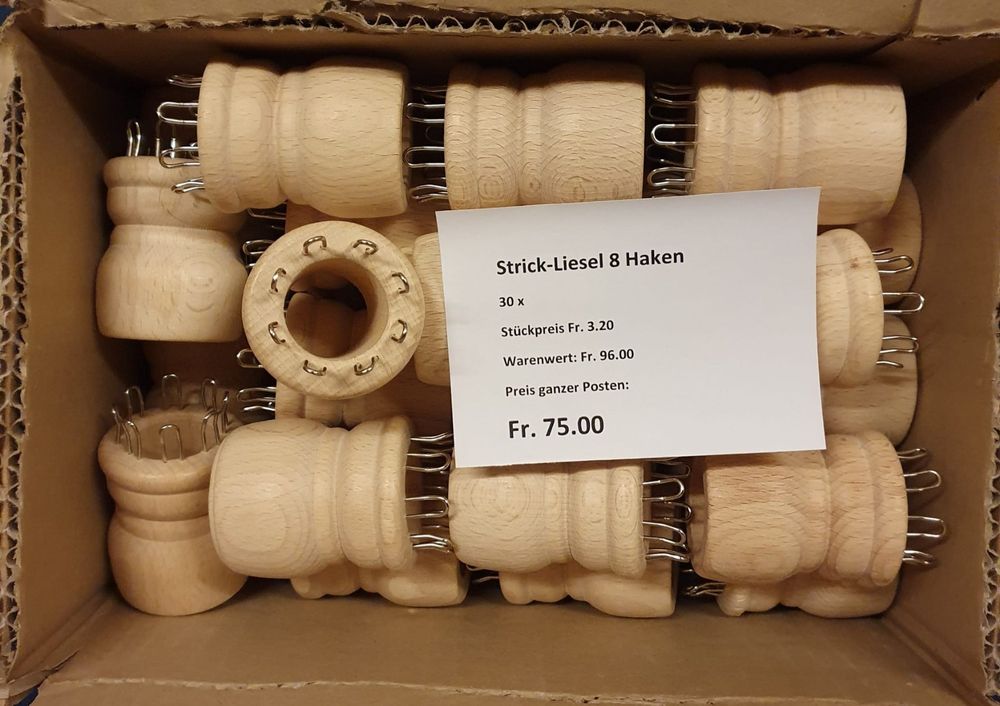 Strick-Liesel 8 Haken
30 x
Stückpreis Fr. 3.20
Warenwert: Fr. 96.00
Preis ganzer Posten:
Fr. 75.00